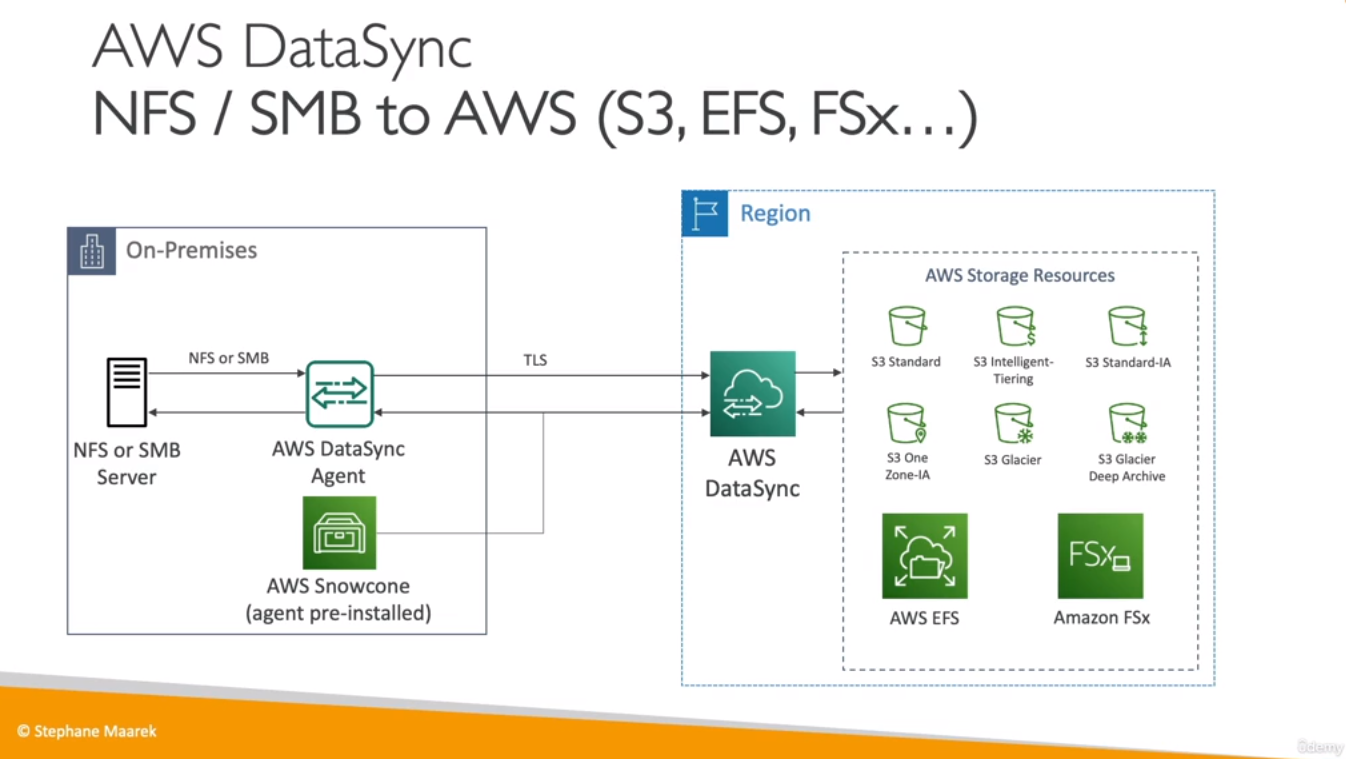 AWS DataSync
NFS / SMB to AWS (S3, EFS, FSx…)
On-Premises
NFS or SMB
NFS or SMB
Server
AWS DataSync
Agent
AWS Snowcone
(agent pre-installed)
TLS
Region
AWS
DataSync
AWS Storage Resources
S3 Standard
S3 Intelligent-
Tiering
S3 Standard-IA
S3 One
Zone-IA
S3 Glacier
S3 Glacier
Deep Archive
AWS EFS
FSx
Amazon FSx
© Stephane Maarek
ûdemy